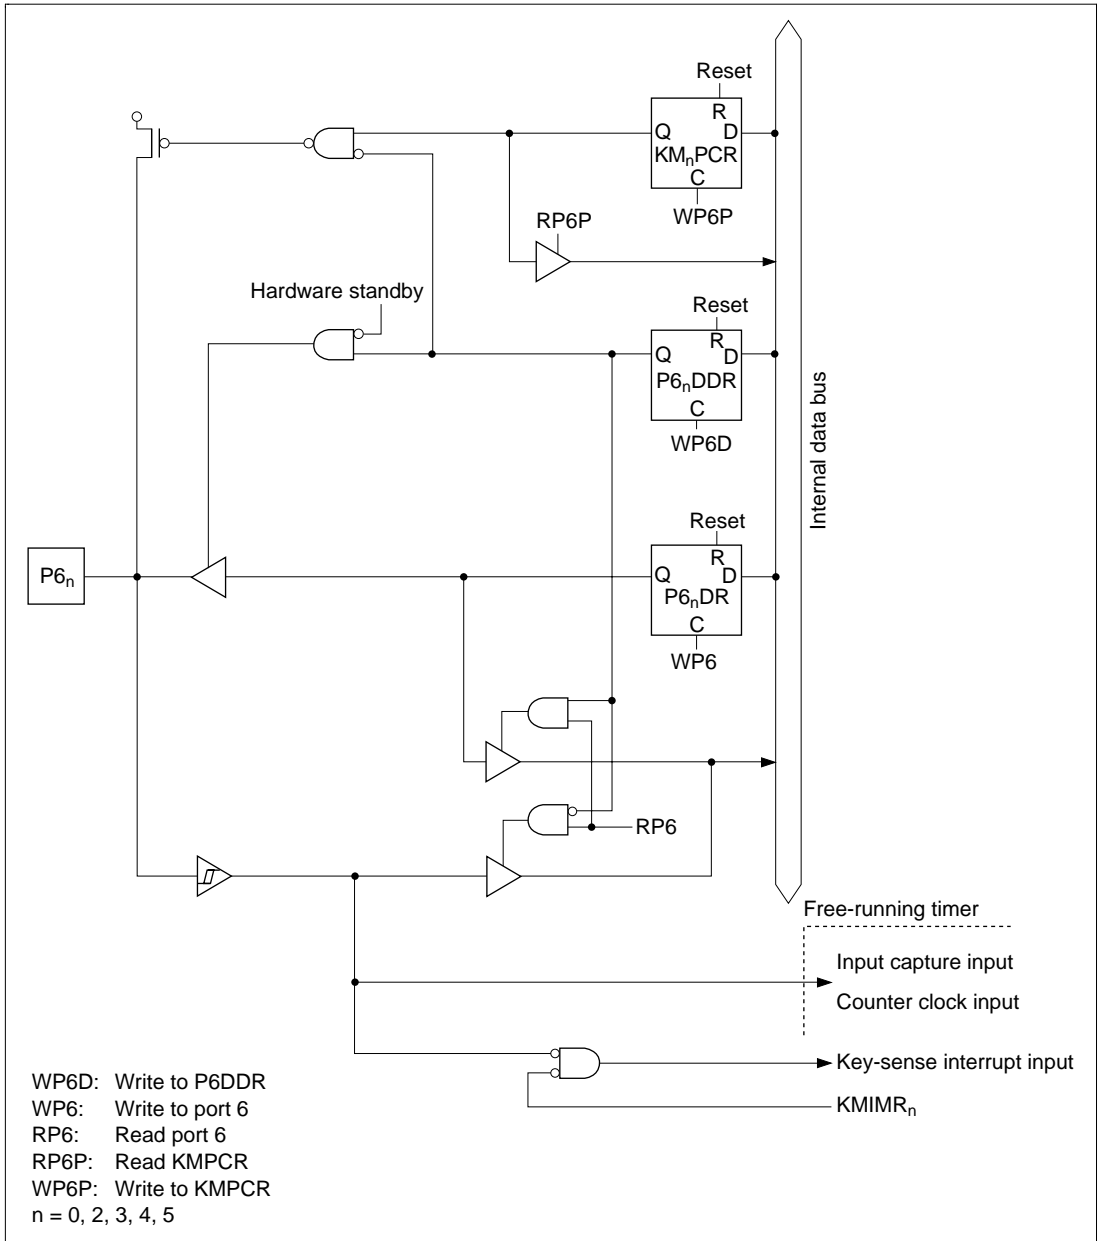 Reset
R
Q D
KMnPCR
C
WP6P
RP6P
Hardware standby
Reset
R
Q D
P6nDDR
C
WP6D
Internal data bus
Reset
R
Q D
P6nDR
C
WP6
P6n
RP6
Free-running timer
Input capture input
Counter clock input
Key-sense interrupt input
KMIMRn
WP6D: Write to P6DDR
WP6: Write to port 6
RP6: Read port 6
RP6P: Read KMPCR
WP6P: Write to KMPCR
n = 0, 2, 3, 4, 5